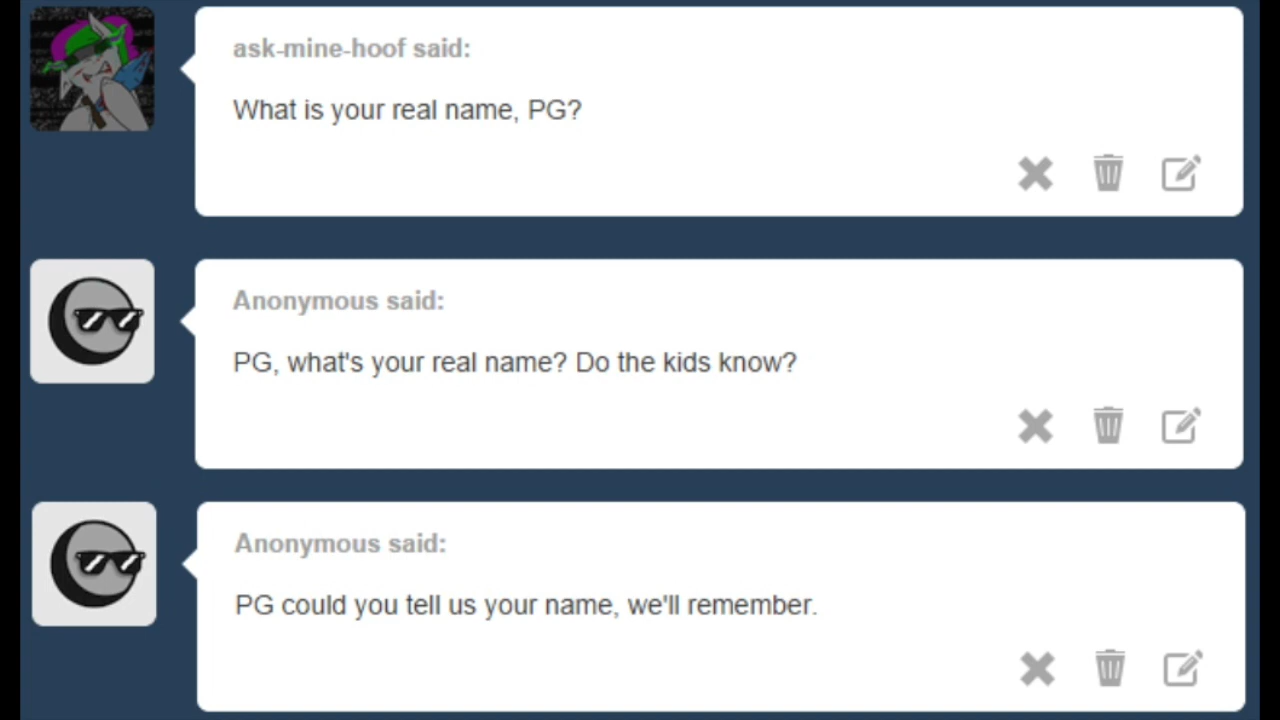 ask-mine-hoof said:
What is your real name, PG?
Anonymous said:
PG, what's your real name? Do the kids know?
Anonymous said:
PG could you tell us your name, we'll remember.